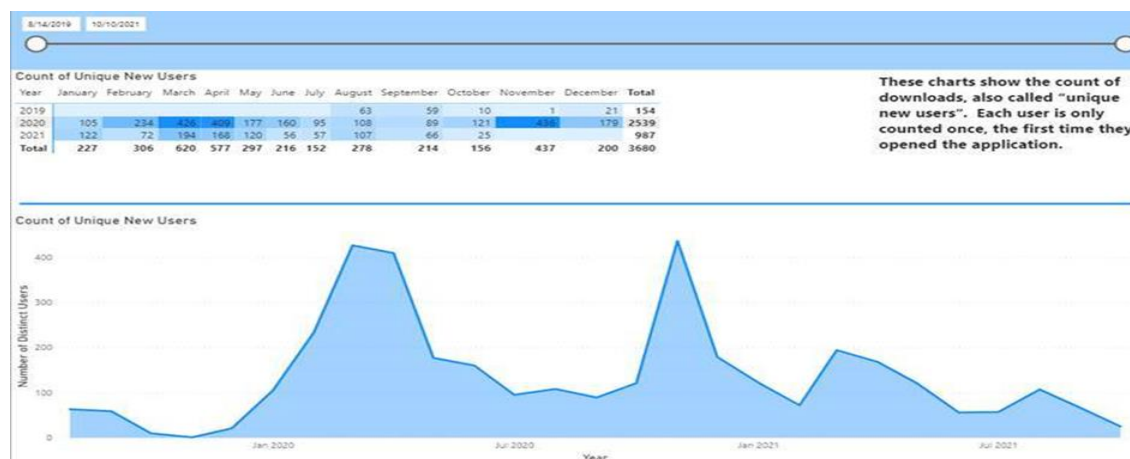 8/14/2019 10/10/2021
Count of Unique New Users
Year January February March April May June July August September October November December Total
2019 63 59 10 1 21 154
2020 105 234 426 409 177 160 95 108 89 121 436 179 2539
2021 122 72 194 168 120 56 57 107 66 25 987
Total 227 306 620 577 297 216 152 278 214 156 437 200 3680
These charts show the count of
downloads, also called "unique
new users". Each user is only
counted once, the first time they
opened the application.
Count of Unique New Users
Number of Distinct Users
400
300
200
100
0
Jan 2020 Jul 2020 Jan 2021 Jul 2021
Year